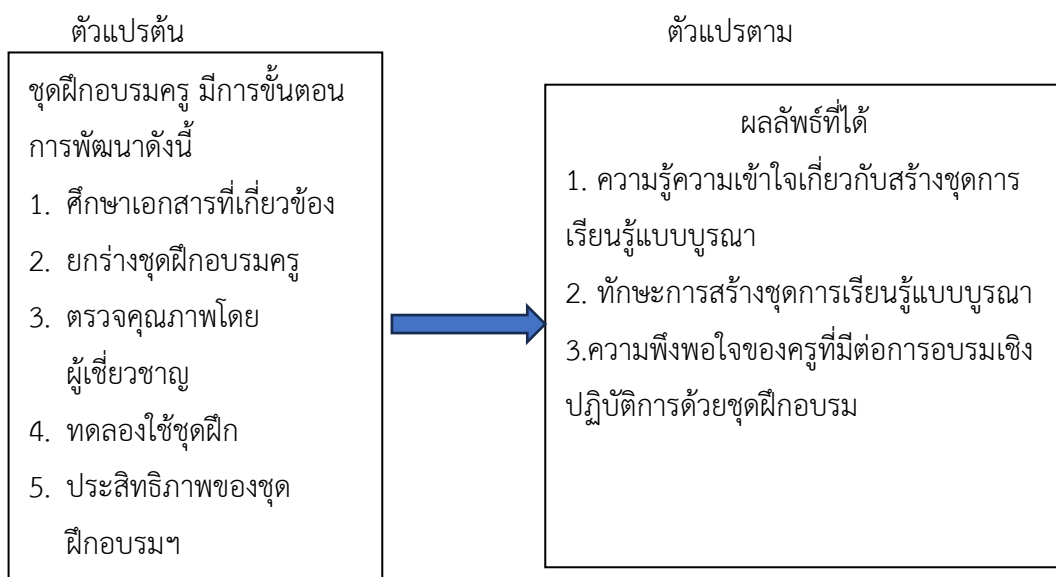 ตัวแปรต้น
ชุดฝึกอบรมครู มีการขั้นตอน
การพัฒนาดังนี้
1. ศึกษาเอกสารที่เกี่ยวข้อง
2. ยกร่างชุดฝึกอบรมครู
3. ตรวจคุณภาพโดย
ผู้เชี่ยวชาญ
4. ทดลองใช้ชุดฝึก
5. ประสิทธิภาพของชุด
ฝึกอบรมฯ
ตัวแปรตาม
ผลลัพธ์ที่ได้
1. ความรู้ความเข้าใจเกี่ยวกับสร้างชุดการ
เรียนรู้แบบบูรณา
2. ทักษะการสร้างชุดการเรียนรู้แบบบูรณา
3.ความพึงพอใจของครูที่มีต่อการอบรมเชิง
ปฏิบัติการด้วยชุดฝึกอบรม